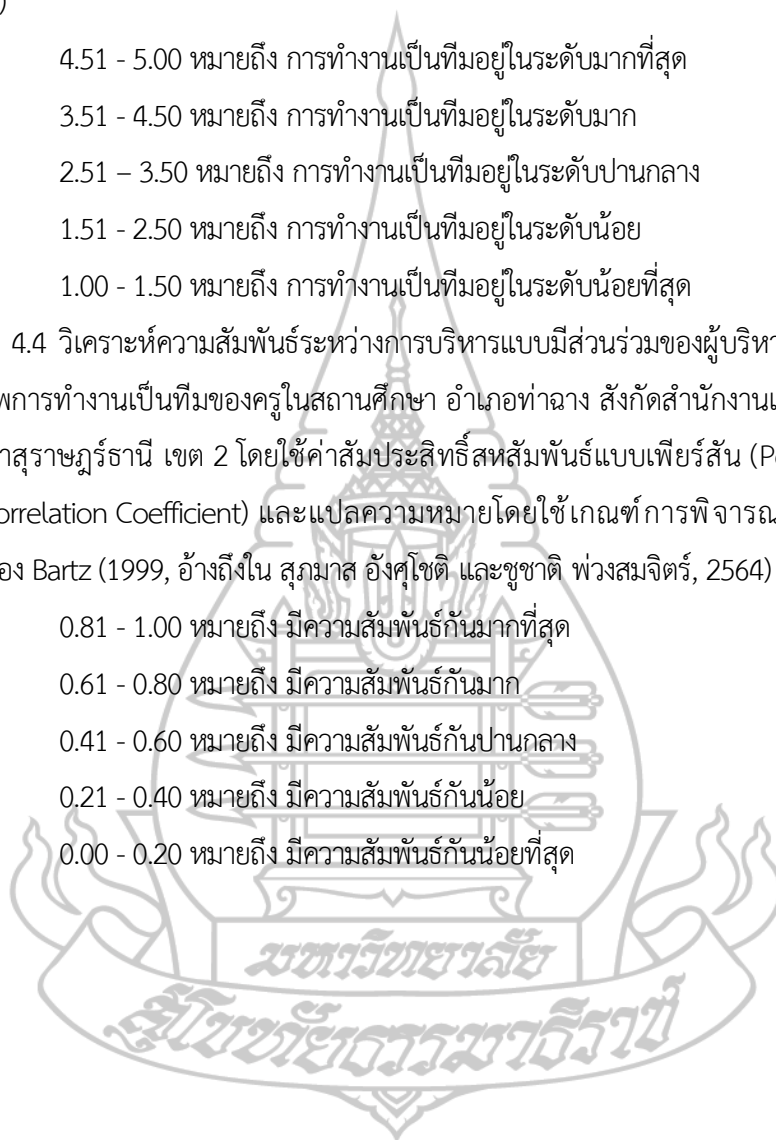 )
4.51 - 5.00 หมายถึง การทำงานเป็นทีมอยู่ในระดับมากที่สุด
3.51 - 4.50 หมายถึง การทำงานเป็นทีมอยู่ในระดับมาก
2.51 – 3.50 หมายถึง การทำงานเป็นทีมอยู่ในระดับปานกลาง
1.51 - 2.50 หมายถึง การทำงานเป็นทีมอยู่ในระดับน้อย
1.00 - 1.50 หมายถึง การทำงานเป็นทีมอยู่ในระดับน้อยที่สุด
4.4 วิเคราะห์ความสัมพันธ์ระหว่างการบริหารแบบมีส่วนร่วมของผู้บริหา
พการทำงานเป็นทีมของครูในสถานศึกษา อำเภอท่าฉาง สังกัดสำนักงานเ
าสุราษฎร์ธานี เขต 2 โดยใช้ค่าสัมประสิทธิ์สหสัมพันธ์แบบเพียร์สัน (Pe
orrelation Coefficient) และแปลความหมายโดยใช้เกณฑ์การพิจารณ
อง Bartz (1999, อ้างถึงใน สุภมาส อังศุโชติ และชูชาติ พ่วงสมจิตร์, 2564)
0.81 - 1.00 หมายถึง มีความสัมพันธ์กันมากที่สุด
0.61 - 0.80 หมายถึง มีความสัมพันธ์กันมาก
0.41 - 0.60 หมายถึง มีความสัมพันธ์กันปานกลาง
0.21 - 0.40 หมายถึง มีความสัมพันธ์กันน้อย
0.00 - 0.20 หมายถึง มีความสัมพันธ์กันน้อยที่สุด
มหาวิทยาลัย
สุโขทัยธรรมาธิราช